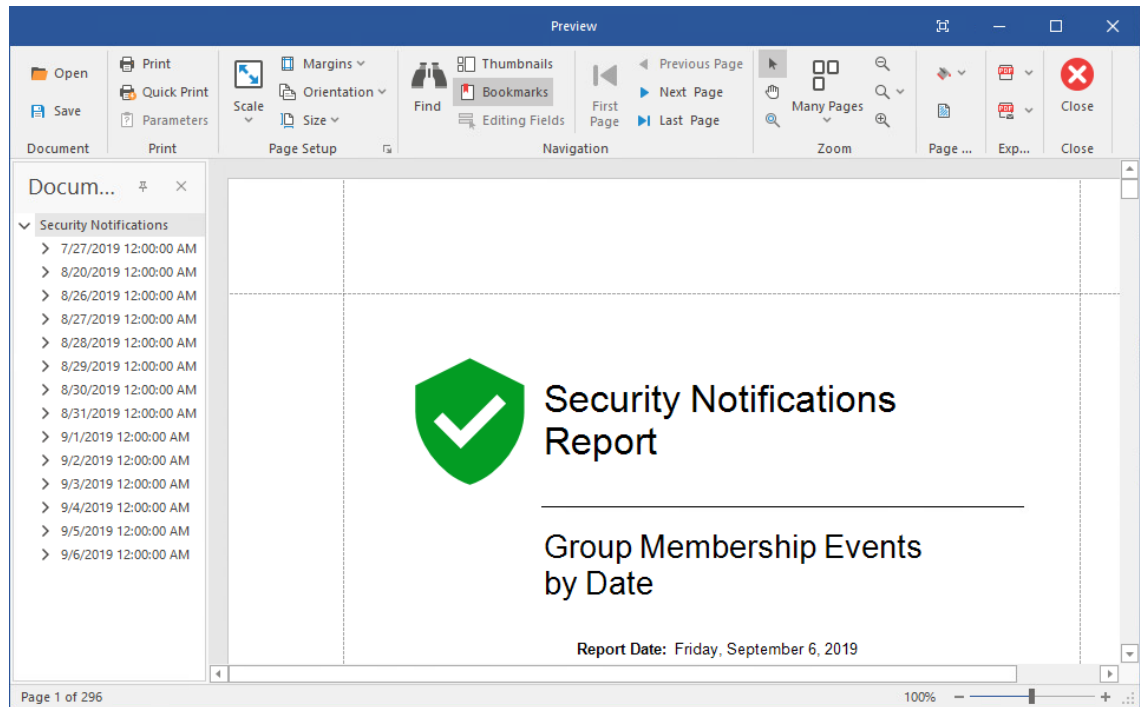 Preview
Open
Save
Document
Print
Quick Print
Parameters
Print
Scale
Margins
Orientation
Size
Page Setup
Find
Thumbnails
Bookmarks
Editing Fields
First
Page
Previous Page
Next Page
Last Page
Navigation
Many Pages
Zoom
Page ...
PDF
PDF
Exp...
Close
Close
Docum...
Security Notifications
7/27/2019 12:00:00 AM
8/20/2019 12:00:00 AM
8/26/2019 12:00:00 AM
8/27/2019 12:00:00 AM
8/28/2019 12:00:00 AM
8/29/2019 12:00:00 AM
8/30/2019 12:00:00 AM
8/31/2019 12:00:00 AM
9/1/2019 12:00:00 AM
9/2/2019 12:00:00 AM
9/3/2019 12:00:00 AM
9/4/2019 12:00:00 AM
9/5/2019 12:00:00 AM
9/6/2019 12:00:00 AM
Security Notifications
Report
Group Membership Events
by Date
Report Date: Friday, September 6, 2019
Page 1 of 296
100%